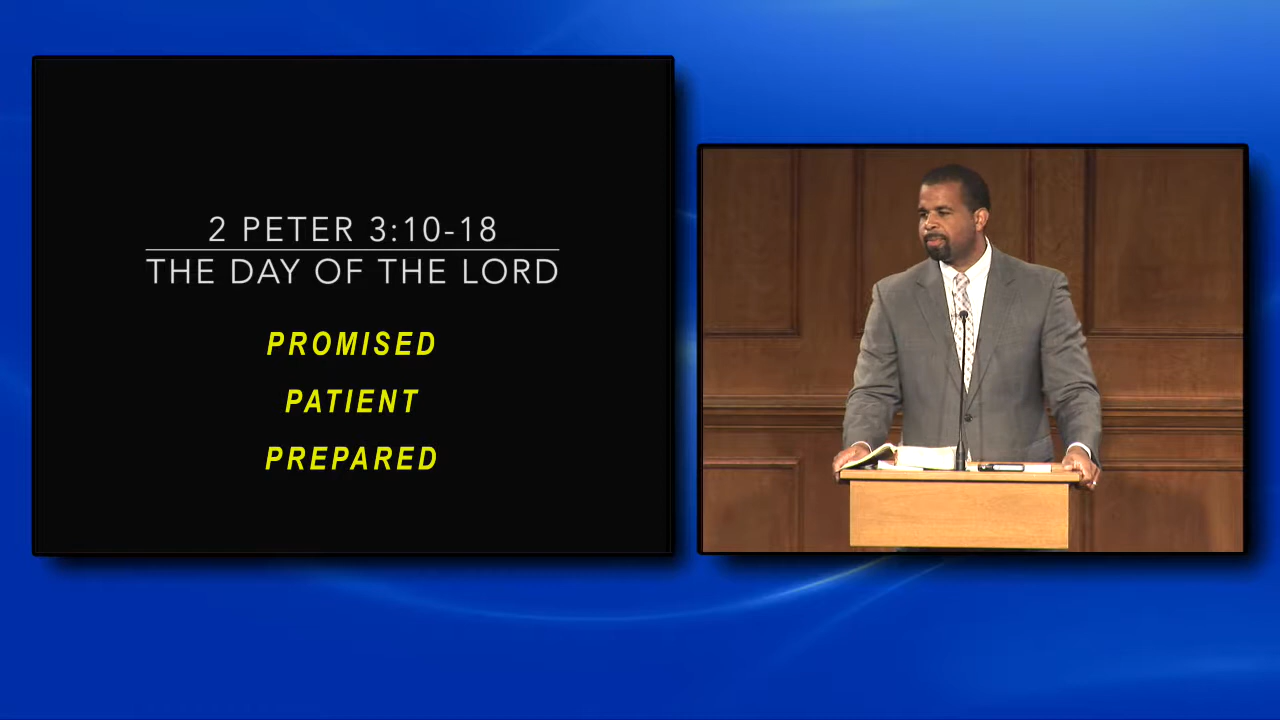 2 PETER 3:10-18
THE DAY OF THE LORD
PROMISED
PATIENT
PREPARED